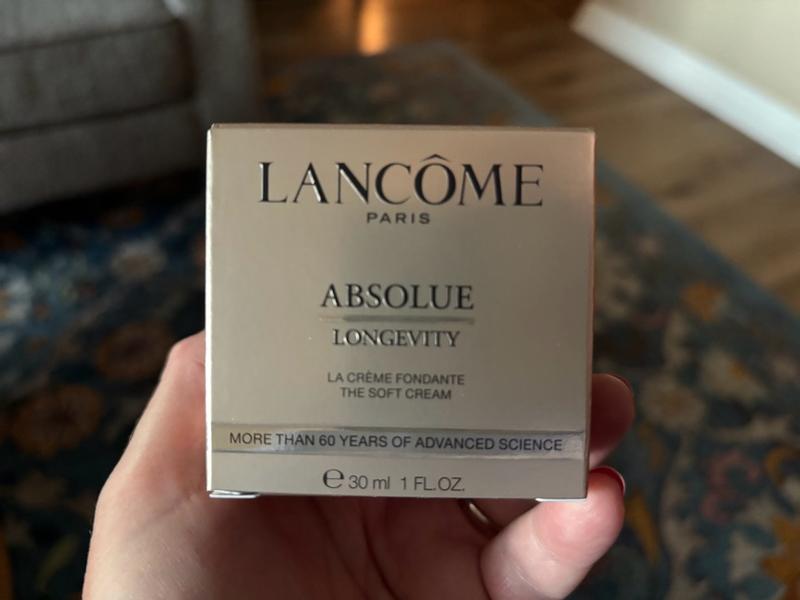 LANCÔME
PARIS
ABSOLUE
LONGEVITY
LA CRÈME FONDANTE
THE SOFT CREAM
MORE THAN 60 YEARS OF ADVANCED SCIENCE
℮ 30 ml 1 FL.OZ.